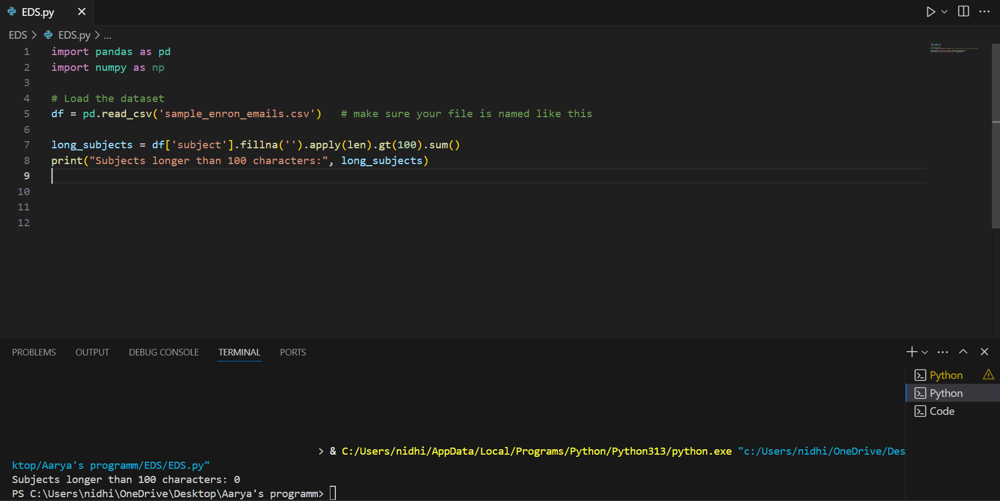 EDS.py
EDS > EDS.py > ...
1 import pandas as pd
2 import numpy as np
3
4 # Load the dataset
5 df = pd.read_csv('sample_enron_emails.csv')   # make sure your file is named like this
6
7 long_subjects = df['subject'].fillna('').apply(len).gt(100).sum()
8 print("Subjects longer than 100 characters:", long_subjects)
9
10
11
12
PROBLEMS OUTPUT DEBUG CONSOLE TERMINAL PORTS
Python
Python
Code
> & C:/Users/nidhi/AppData/Local/Programs/Python/Python313/python.exe "c:/Users/nidhi/OneDrive/Des
ktop/Aarya's programm/EDS/EDS.py"
Subjects longer than 100 characters: 0
PS C:\Users\nidhi\OneDrive\Desktop\Aarya's programm>